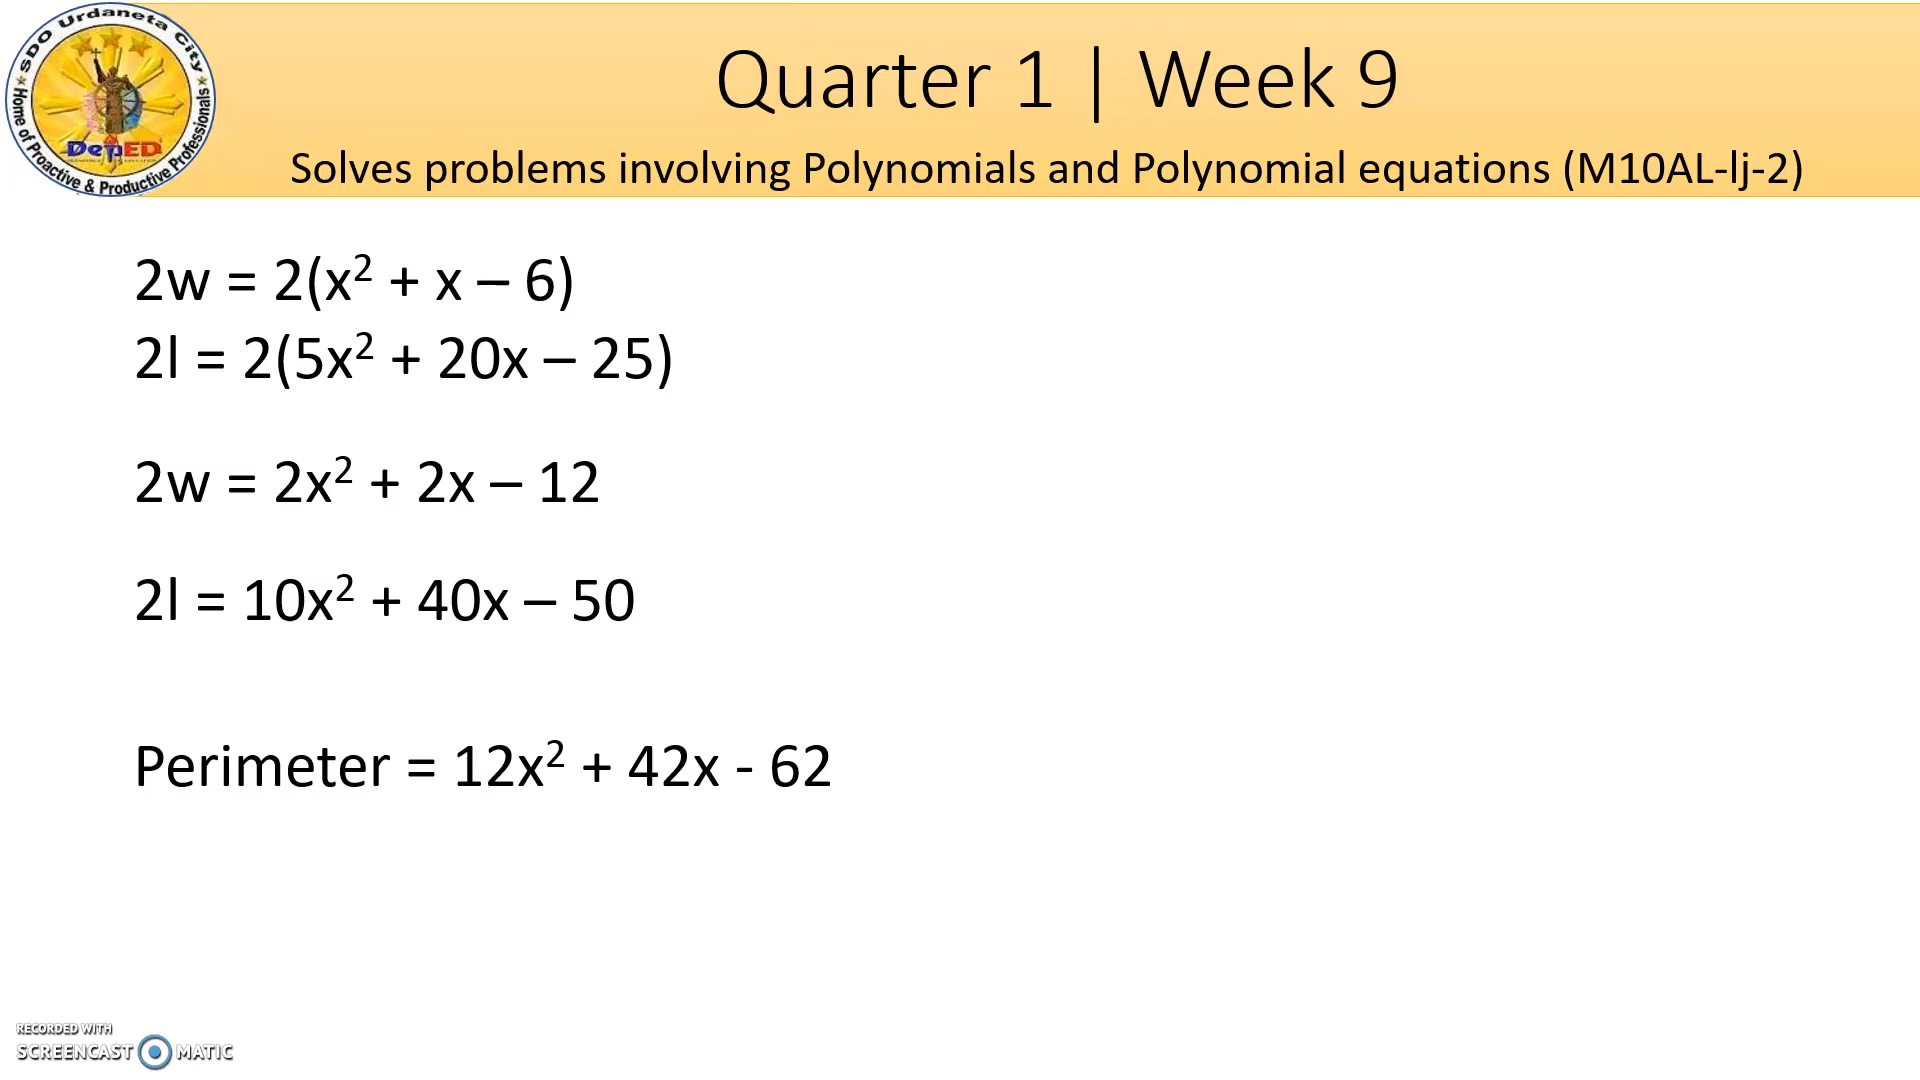 SDO Urdaneta City
Home of Proactive & Productive Professionals
DepED
Quarter 1 | Week 9
Solves problems involving Polynomials and Polynomial equations (M10AL-lj-2)
2w = 2(x² + x – 6)
2l = 2(5x² + 20x – 25)
2w = 2x² + 2x – 12
2l = 10x² + 40x – 50
Perimeter = 12x² + 42x - 62
RECORDED WITH
SCREENCAST MATIC